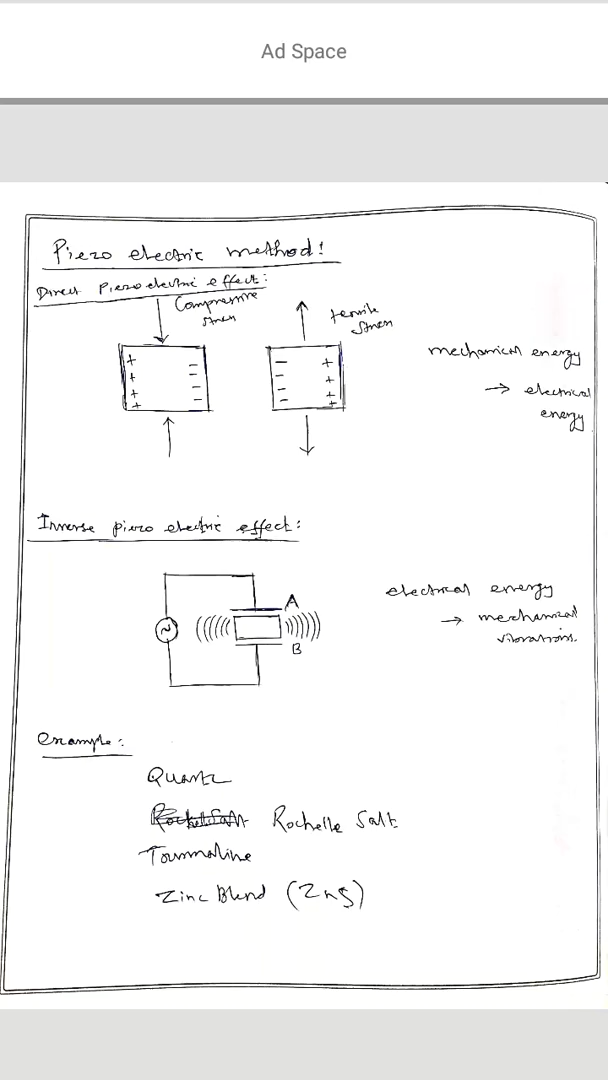 Ad Space
Piezo electric method!
Direct Piezo electric effect:
Compressive
stress
tensile
stress
+ - - +
+ - - +
+ - - +
+ - - +
mechanical energy
→ electrical
energy
Inverse piezo electric effect:
A
~
B
electrical energy
→ mechanical
vibrations.
example:
Quartz
Rochelle Salt
Tourmaline
Zinc Blend (ZnS)